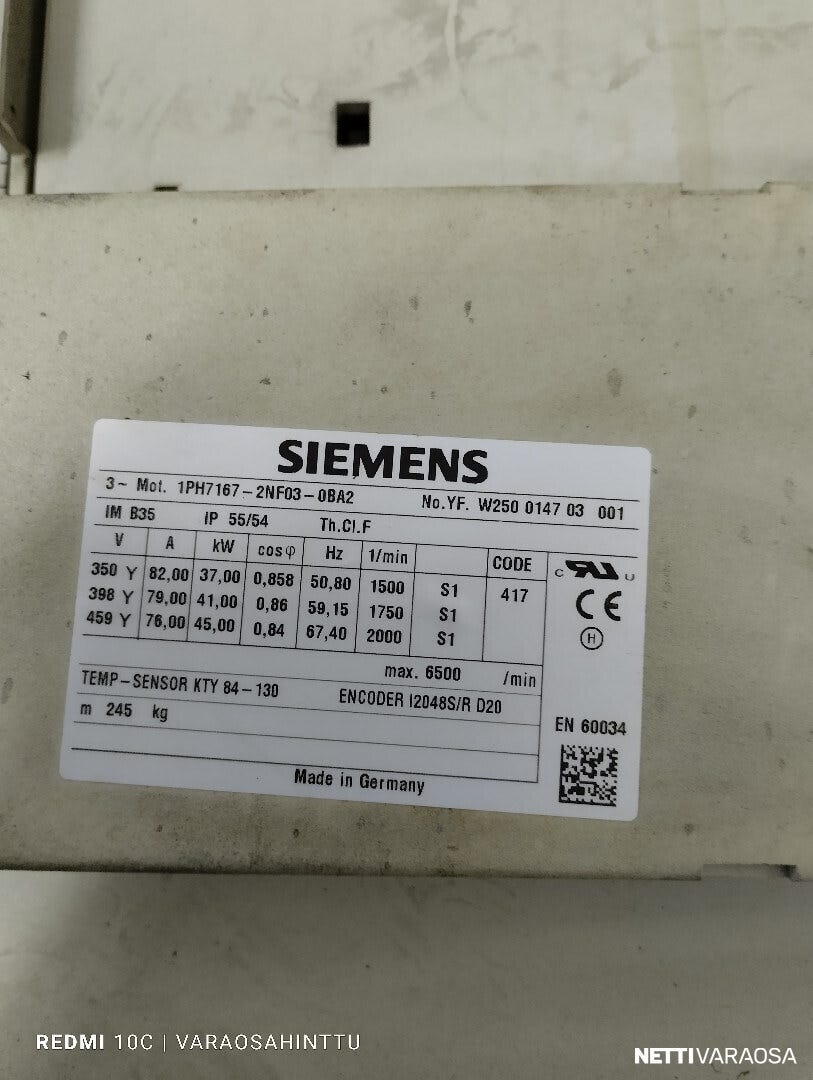 SIEMENS
3~ Mot. 1PH7167-2NF03-0BA2 No.YF. W250 0147 03 001
IM B35 IP 55/54 Th.Cl.F
V A kW cosφ Hz 1/min CODE
350 Y 82,00 37,00 0,858 50,80 1500 S1 417
398 Y 79,00 41,00 0,86 59,15 1750 S1
459 Y 76,00 45,00 0,84 67,40 2000 S1
max. 6500 /min
TEMP-SENSOR KTY 84-130 ENCODER I2048S/R D20
m 245 kg
c RU U
CE
H
EN 60034
Made in Germany
REDMI 10C | VARAOSAHINTTU
NETTIVARAOSA